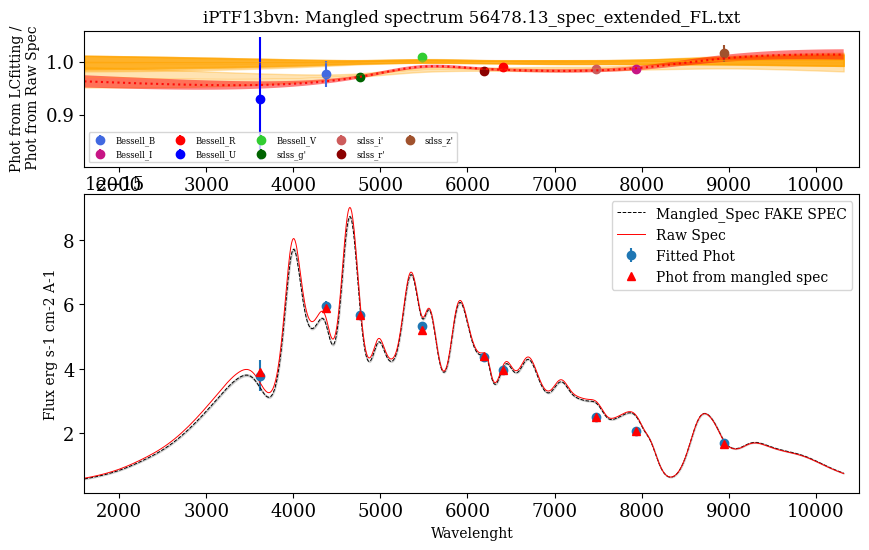 iPTF13bvn: Mangled spectrum 56478.13_spec_extended_FL.txt
Phot from LCfitting /
Phot from Raw Spec
1.0
0.9
Bessell_B Bessell_R Bessell_V sdss_i' sdss_z'
Bessell_I Bessell_U sdss_g' sdss_r'
2000 3000 4000 5000 6000 7000 8000 9000 10000
1e−15
Mangled_Spec FAKE SPEC
Raw Spec
Fitted Phot
Phot from mangled spec
Flux erg s-1 cm-2 A-1
8
6
4
2
2000 3000 4000 5000 6000 7000 8000 9000 10000
Wavelenght